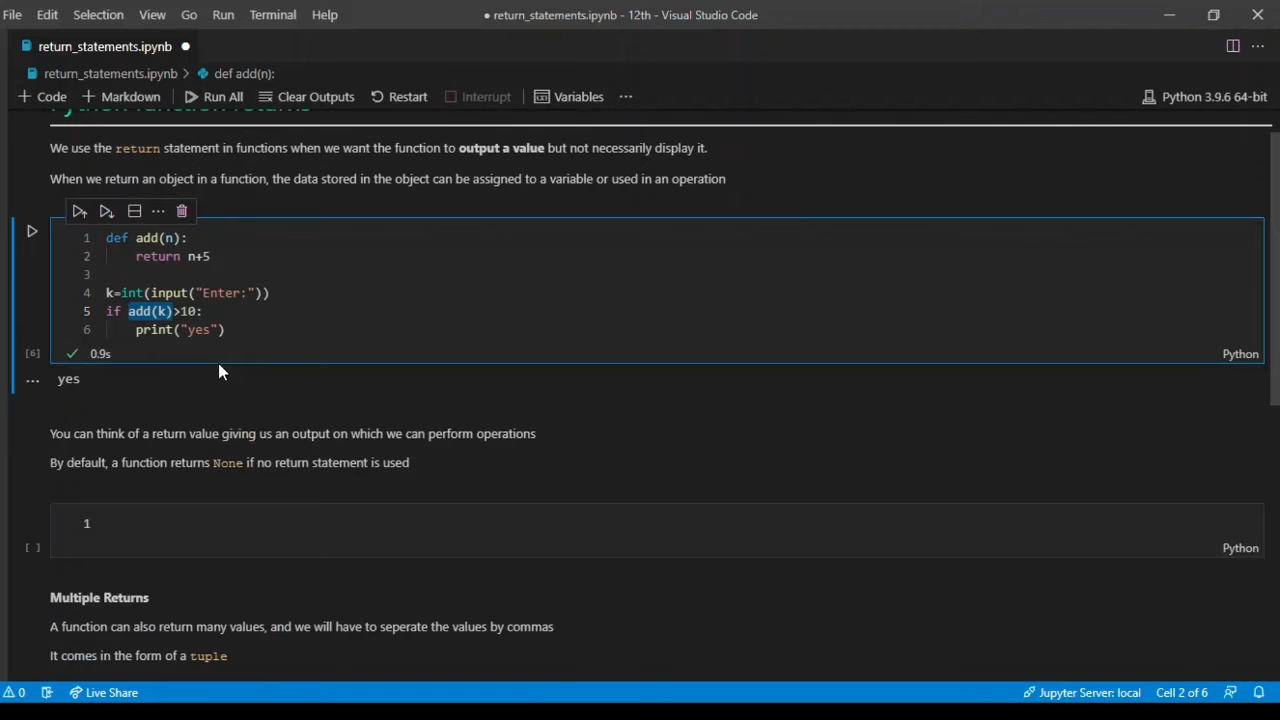 File Edit Selection View Go Run Terminal Help
● return_statements.ipynb - 12th - Visual Studio Code
return_statements.ipynb ●
return_statements.ipynb > def add(n):
+ Code + Markdown Run All Clear Outputs Restart Interrupt Variables ... Python 3.9.6 64-bit
We use the return statement in functions when we want the function to output a value but not necessarily display it.
When we return an object in a function, the data stored in the object can be assigned to a variable or used in an operation
1 def add(n):
2 return n+5
3
4 k=int(input("Enter:"))
5 if add(k)>10:
6 print("yes")
[6] 0.9s Python
... yes
You can think of a return value giving us an output on which we can perform operations
By default, a function returns None if no return statement is used
1
[ ] Python
Multiple Returns
A function can also return many values, and we will have to seperate the values by commas
It comes in the form of a tuple
0 Live Share Jupyter Server: local Cell 2 of 6